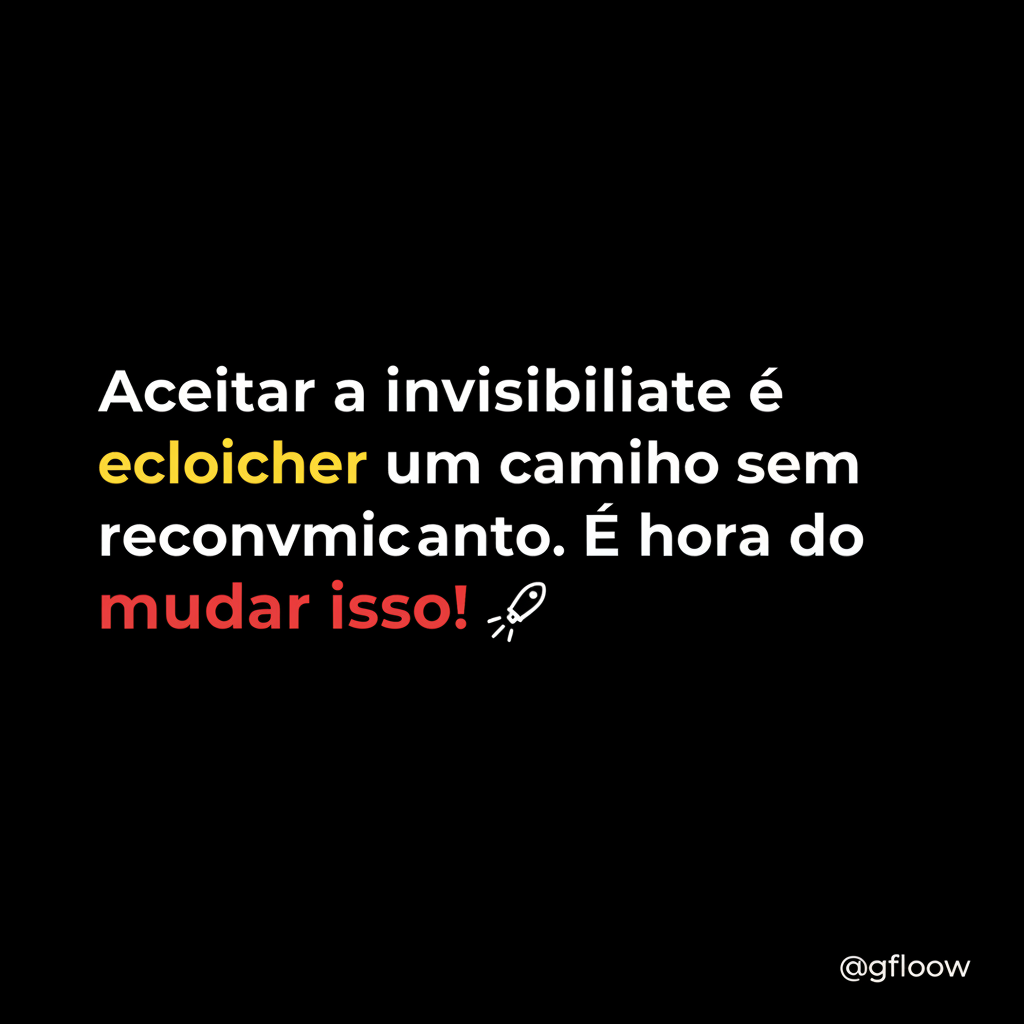 Aceitar a invisibiliate é
ecloicher um camiho sem
reconvmicanto. É hora do
mudar isso!
@gfloow